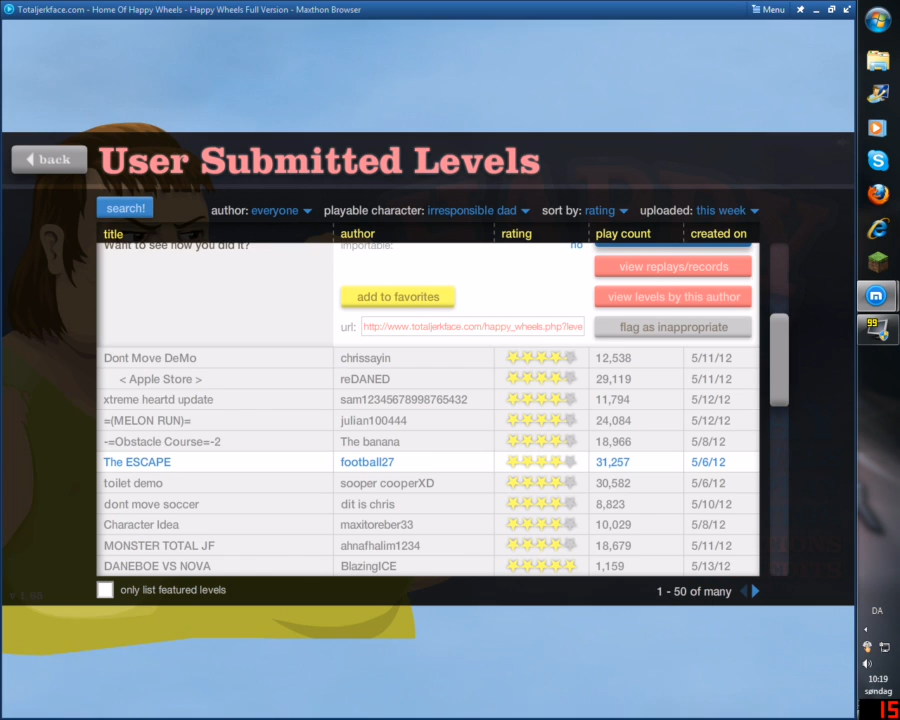 Totaljerkface.com - Home Of Happy Wheels - Happy Wheels Full Version - Maxthon Browser
Menu
back
User Submitted Levels
search!
author: everyone
playable character: irresponsible dad
sort by: rating
uploaded: this week
title author rating play count created on
Want to see how you did it?
importable: no
view replays/records
add to favorites
view levels by this author
url: http://www.totaljerkface.com/happy_wheels.php?leve
flag as inappropriate
Dont Move DeMo chrissayin 12,538 5/11/12
< Apple Store > reDANED 29,119 5/11/12
xtreme heartd update sam12345678998765432 11,794 5/12/12
=(MELON RUN)= julian100444 24,084 5/12/12
-=Obstacle Course=-2 The banana 18,966 5/8/12
The ESCAPE football27 31,257 5/6/12
toilet demo sooper cooperXD 30,582 5/6/12
dont move soccer dit is chris 8,823 5/10/12
Character Idea maxitoreber33 10,029 5/8/12
MONSTER TOTAL JF ahnafhalim1234 18,679 5/11/12
DANEBOE VS NOVA BlazingICE 1,159 5/13/12
only list featured levels
1 - 50 of many
99
DA
10:19
søndag
15